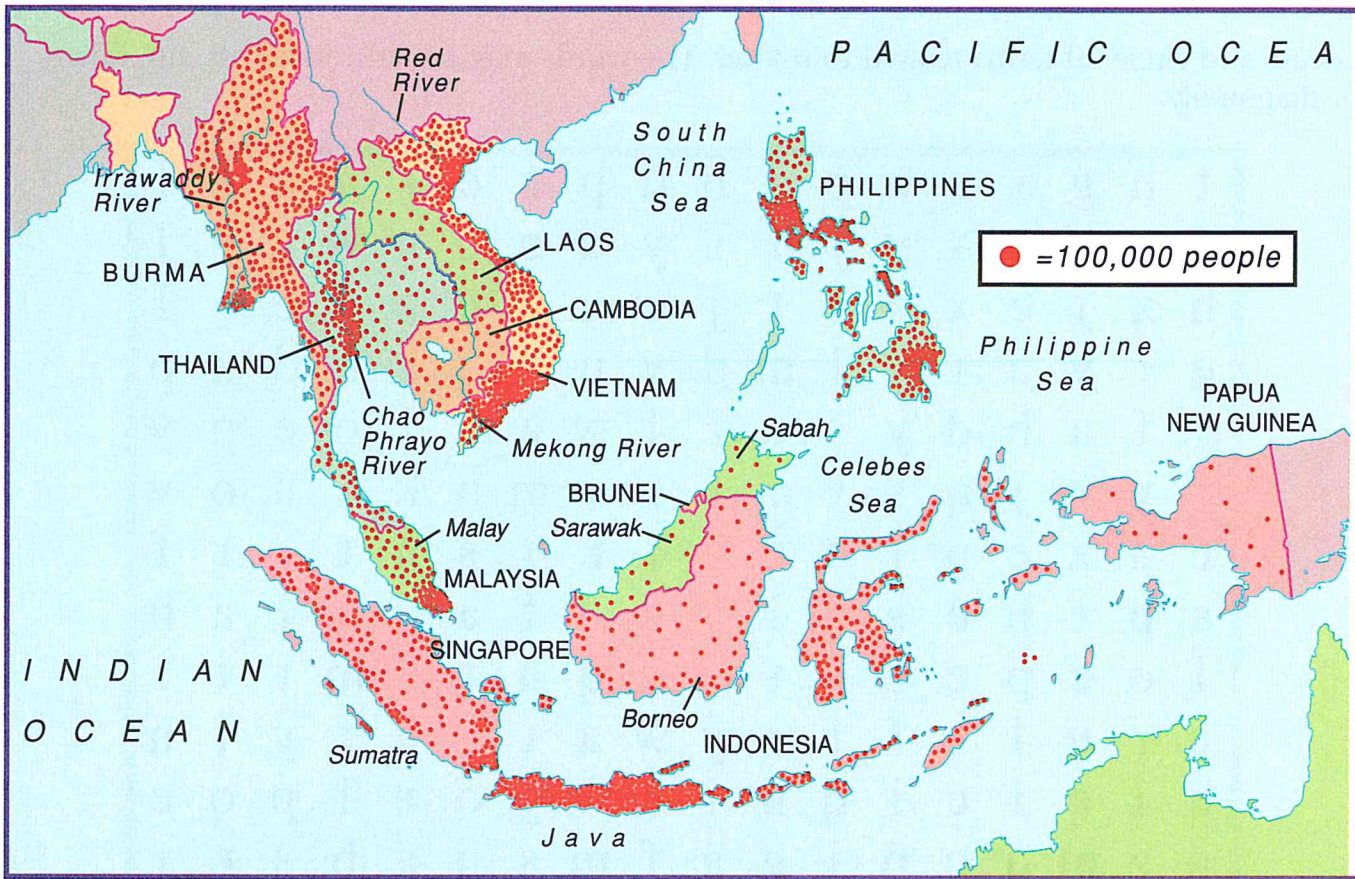 PACIFIC OCEA
Red
River
South
China
Sea
PHILIPPINES
Irrawaddy
River
LAOS
● =100,000 people
BURMA
CAMBODIA
THAILAND
Philippine
Sea
VIETNAM
PAPUA
NEW GUINEA
Chao
Phrayo
River
Mekong River
Sabah
Celebes
Sea
BRUNEI
Sarawak
Malay
MALAYSIA
SINGAPORE
INDIAN
OCEAN
Borneo
INDONESIA
Sumatra
Java